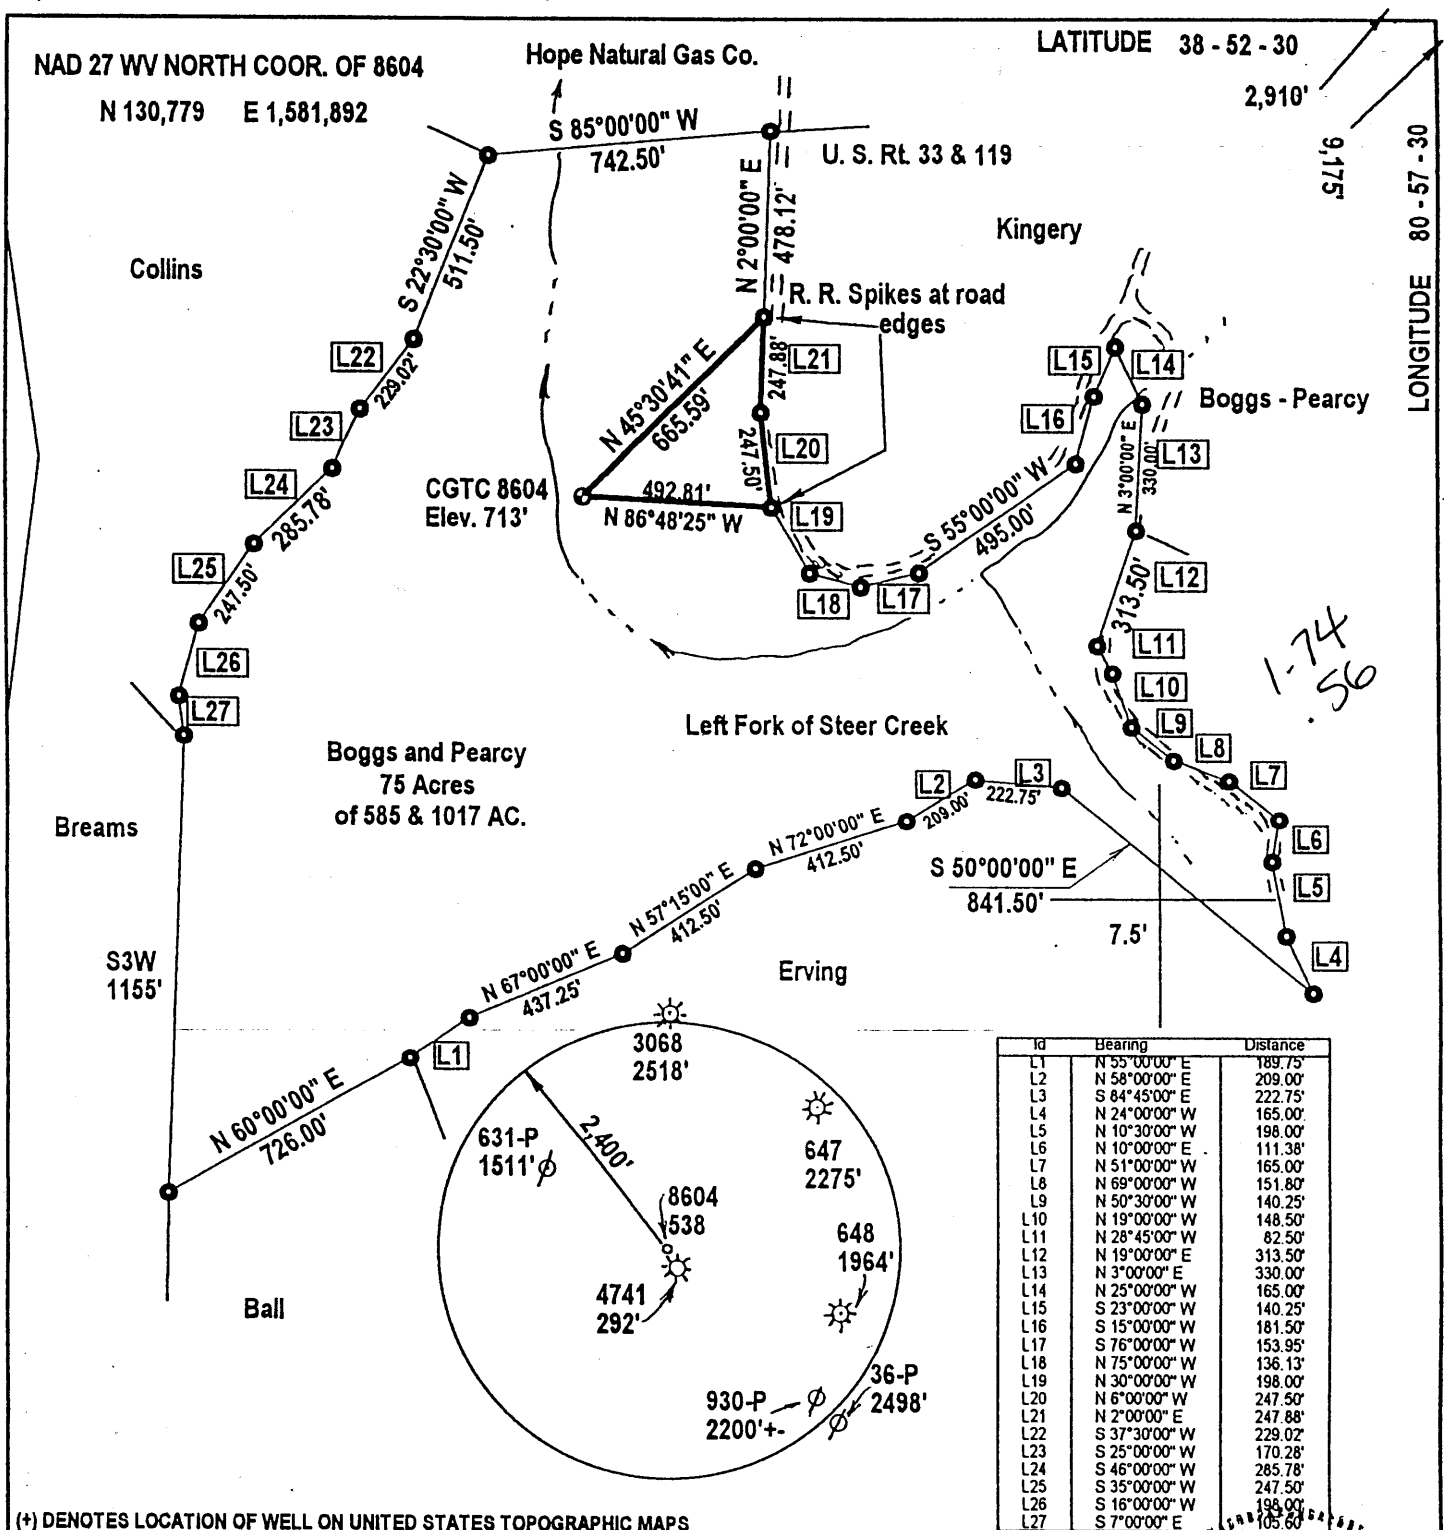 NAD 27 WV NORTH COOR. OF 8604
N 130,779 E 1,581,892
Hope Natural Gas Co.
LATITUDE 38 - 52 - 30
2,910'
9,175'
LONGITUDE 80 - 57 - 30
S 85°00'00" W
742.50'
U. S. Rt. 33 & 119
Kingery
Collins
S 22°30'00" W
511.50'
N 2°00'00" E
478.12'
R. R. Spikes at road
edges
L22
229.02'
L23
L24
285.78'
L25
247.50'
L26
L27
N 45°30'41" E
665.59'
L21
247.88'
L20
247.50'
CGTC 8604
Elev. 713'
492.81'
N 86°48'25" W
L19
L18
L17
S 55°00'00" W
495.00'
L15
L14
L16
Boggs - Pearcy
L13
N 3°00'00" E
330.00'
L12
313.50'
L11
L10
L9
L8
L7
L6
L5
L4
1-74
.56
Left Fork of Steer Creek
Boggs and Pearcy
75 Acres
of 585 & 1017 AC.
Breams
L2
209.00'
L3
222.75'
N 72°00'00" E
412.50'
S 50°00'00" E
841.50'
7.5'
N 57°15'00" E
412.50'
N 67°00'00" E
437.25'
Erving
S3W
1155'
L1
N 60°00'00" E
726.00'
Ball
3068
2518'
2,400'
631-P
1511'
647
2275'
8604
538
648
1964'
4741
292'
36-P
2498'
930-P
2200'+-
Id Bearing Distance
L1 N 55°00'00" E 189.75'
L2 N 58°00'00" E 209.00'
L3 S 84°45'00" E 222.75'
L4 N 24°00'00" W 165.00'
L5 N 10°30'00" W 198.00'
L6 N 10°00'00" E 111.38'
L7 N 51°00'00" W 165.00'
L8 N 69°00'00" W 151.80'
L9 N 50°30'00" W 140.25'
L10 N 19°00'00" W 148.50'
L11 N 28°45'00" W 82.50'
L12 N 19°00'00" E 313.50'
L13 N 3°00'00" E 330.00'
L14 N 25°00'00" W 165.00'
L15 S 23°00'00" W 140.25'
L16 S 15°00'00" W 181.50'
L17 S 76°00'00" W 153.95'
L18 N 75°00'00" W 136.13'
L19 N 30°00'00" W 198.00'
L20 N 6°00'00" W 247.50'
L21 N 2°00'00" E 247.88'
L22 S 37°30'00" W 229.02'
L23 S 25°00'00" W 170.28'
L24 S 46°00'00" W 285.78'
L25 S 35°00'00" W 247.50'
L26 S 16°00'00" W 198.00'
L27 S 7°00'00" E 105.60'
(+) DENOTES LOCATION OF WELL ON UNITED STATES TOPOGRAPHIC MAPS